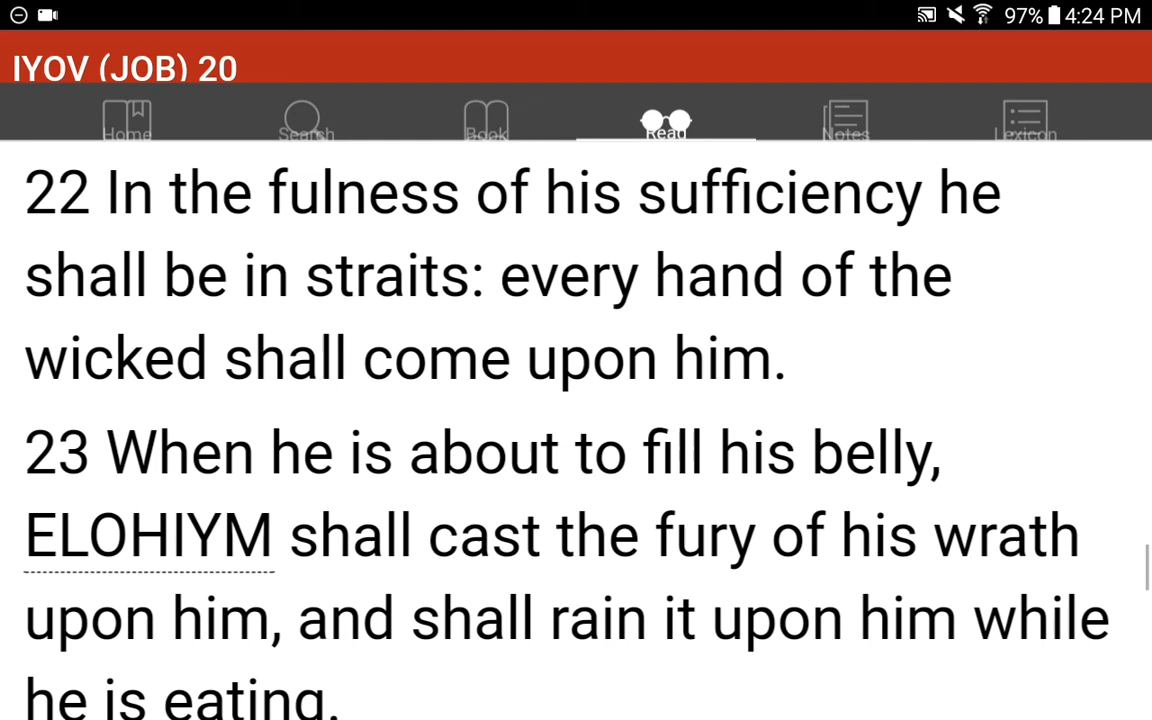 97% 4:24 PM
IYOV (JOB) 20
Home Search Book Read Notes Lexicon
22 In the fulness of his sufficiency he
shall be in straits: every hand of the
wicked shall come upon him.
23 When he is about to fill his belly,
ELOHIYM shall cast the fury of his wrath
upon him, and shall rain it upon him while
he is eating.